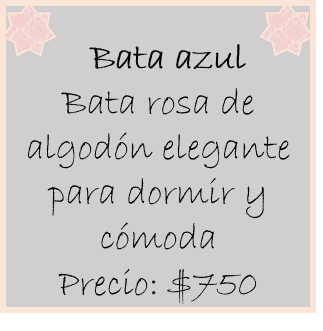 Bata azul
Bata rosa de
algodón elegante
para dormir y
cómoda
Precio: $750